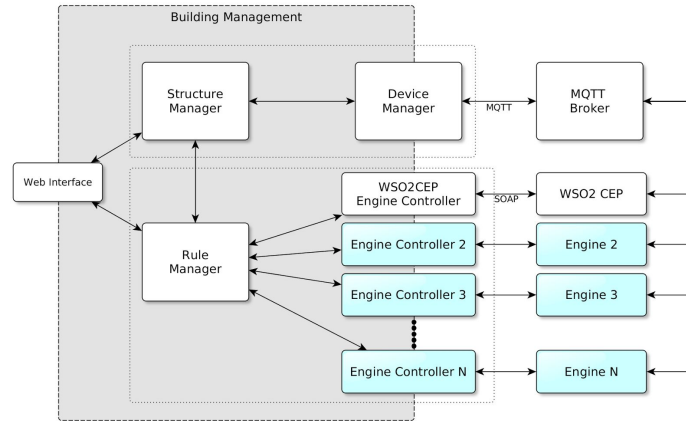 Building Management
Structure
Manager
Device
Manager
MQTT
MQTT
Broker
Web Interface
WSO2CEP
Engine Controller
SOAP
WSO2 CEP
Rule
Manager
Engine Controller 2
Engine 2
Engine Controller 3
Engine 3
Engine Controller N
Engine N